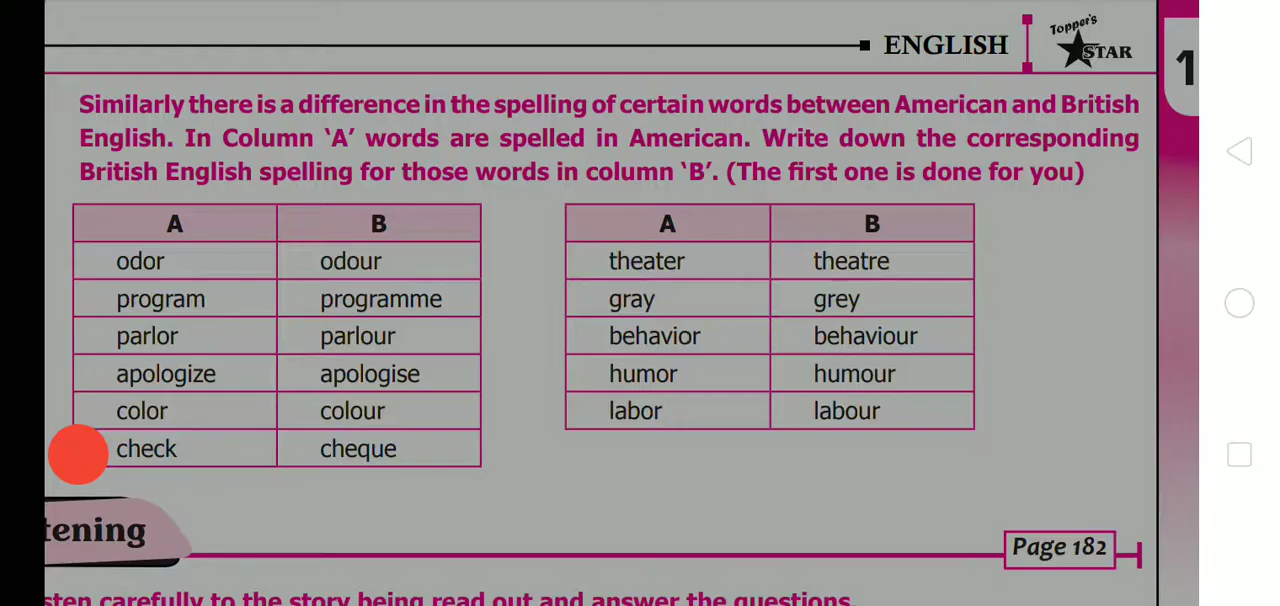 ENGLISH
Topper's
STAR
1
Similarly there is a difference in the spelling of certain words between American and British
English. In Column ‘A’ words are spelled in American. Write down the corresponding
British English spelling for those words in column ‘B’. (The first one is done for you)
A B
odor odour
program programme
parlor parlour
apologize apologise
color colour
check cheque
A B
theater theatre
gray grey
behavior behaviour
humor humour
labor labour
tening
Page 182
sten carefully to the story being read out and answer the questions.